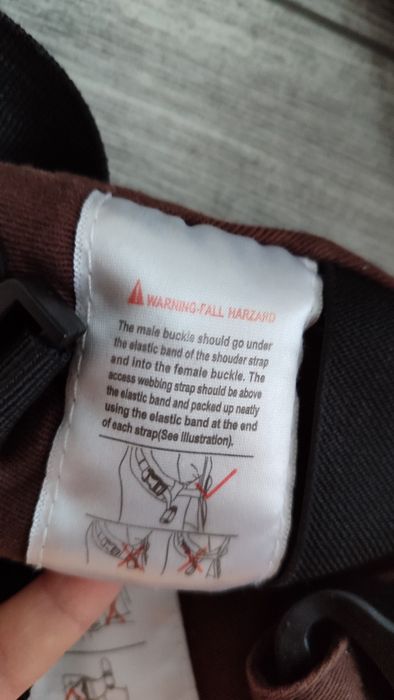 WARNING-FALL HARZARD
The male buckle should go under
the elastic band of the shouder strap
and into the female buckle. The
access webbing strap should be above
the elastic band and packed up neatly
using the elastic band at the end
of each strap(See Illustration).